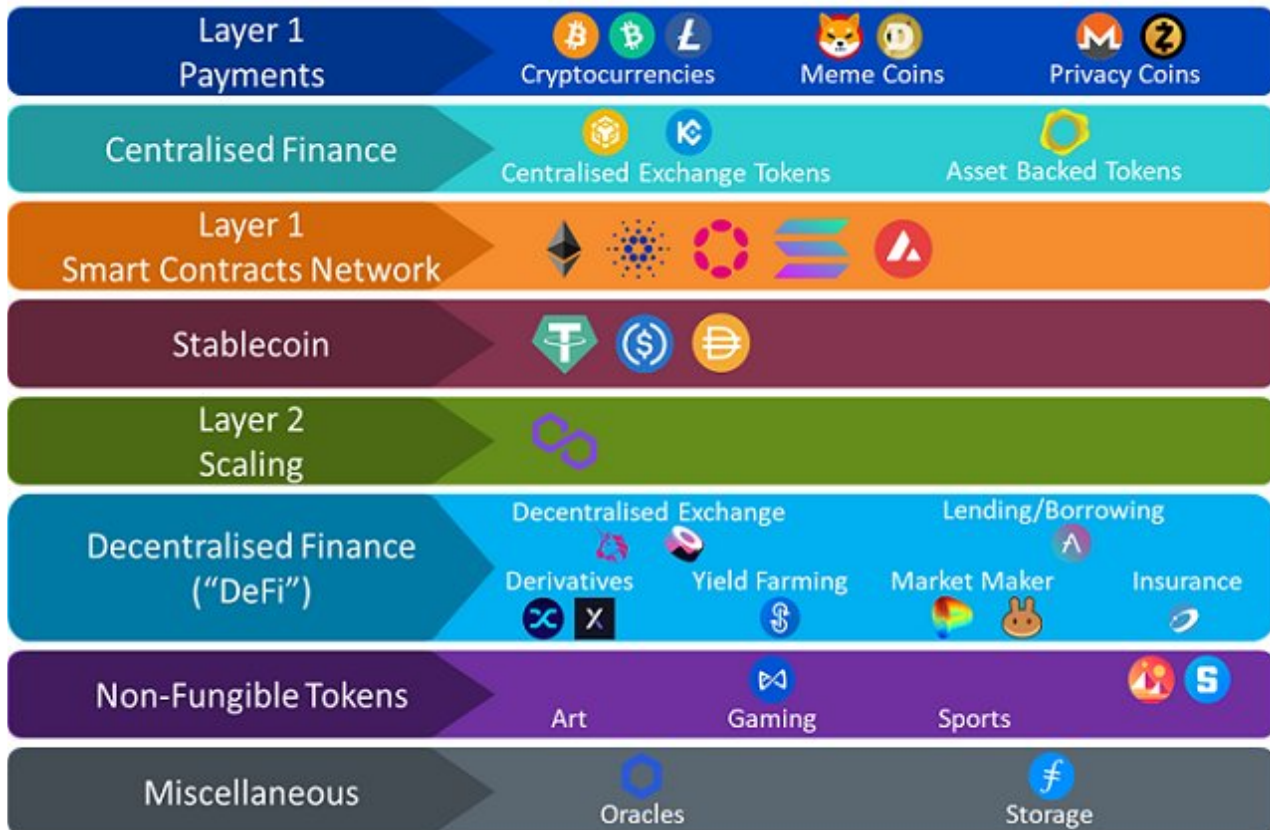 Layer 1
Payments
Cryptocurrencies
Meme Coins
Privacy Coins
Centralised Finance
Centralised Exchange Tokens
Asset Backed Tokens
Layer 1
Smart Contracts Network
Stablecoin
Layer 2
Scaling
Decentralised Finance
("DeFi")
Decentralised Exchange
Lending/Borrowing
Derivatives
Yield Farming
Market Maker
Insurance
Non-Fungible Tokens
Art
Gaming
Sports
Miscellaneous
Oracles
Storage